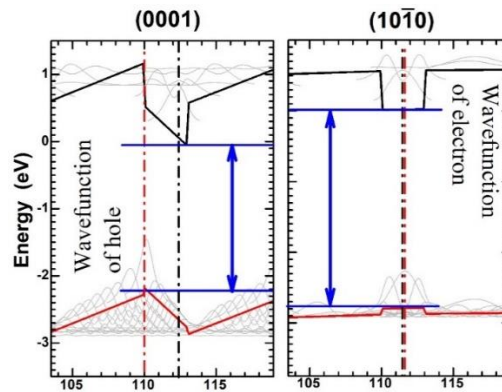 (0001)
(10$\bar{1}$0)
Energy (eV)
1
0
-1
-2
-3
Wavefunction
of hole
Wavefunction
of electron
105
110
115
105
110
115